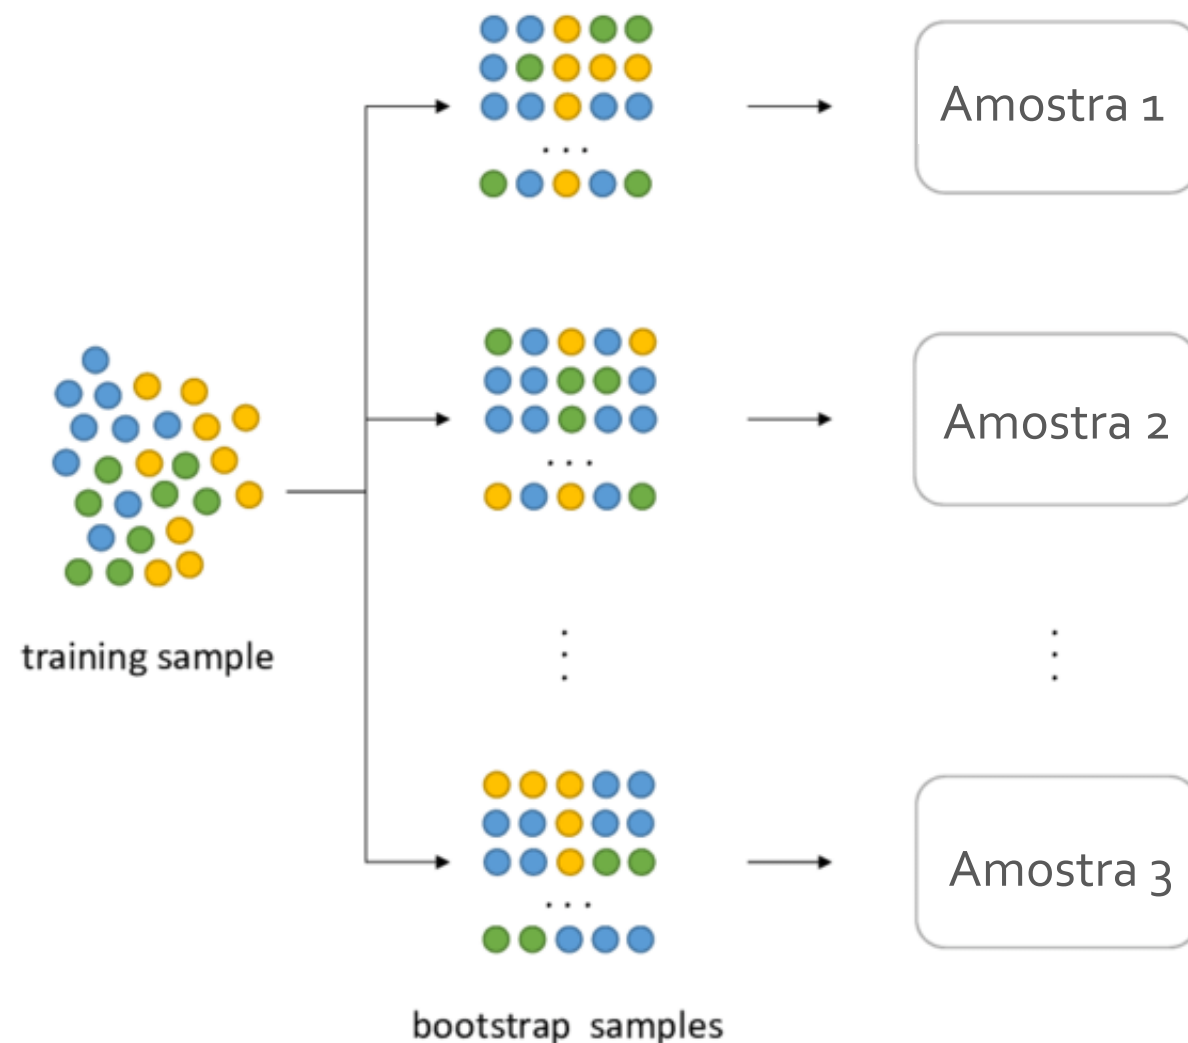 Amostra 1
Amostra 2
training sample
Amostra 3
bootstrap samples